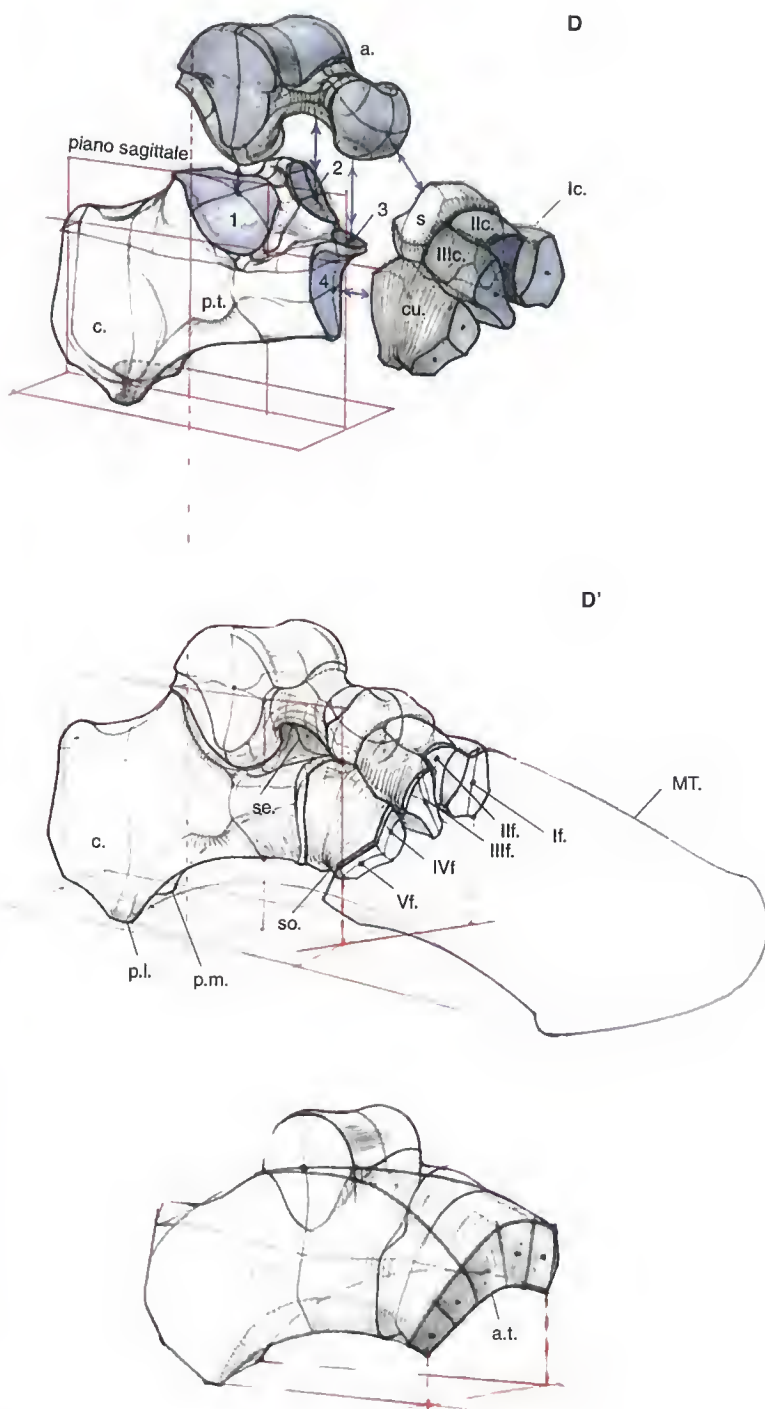 D
a.
piano sagittale
2
Ic.
3
s
IIc.
1
IIIc.
4
p.t.
cu.
c.
D'
MT.
se.
c.
IIf.
If.
IIIf.
IVf
Vf.
so.
p.l.
p.m.
a.t.